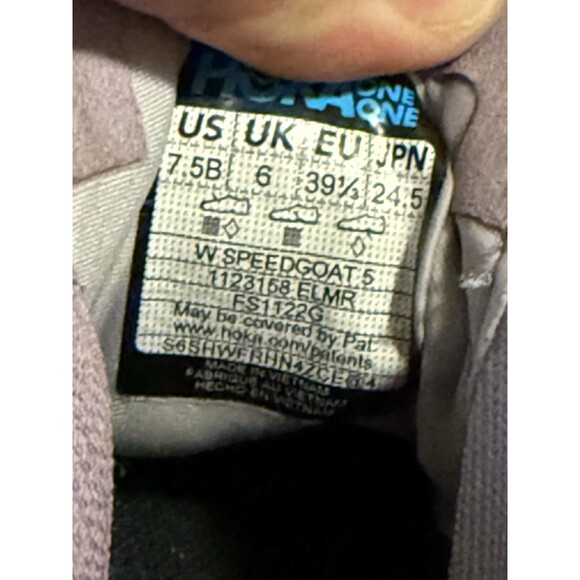 HOKA ONE ONE
US UK EU JPN
7.5B 6 39⅓ 24.5
W SPEEDGOAT 5
1123158 ELMR
FS1122G
May be covered by Pat.
www.hoka.com/patents
MADE IN VIETNAM
FABRIQUÉ AU VIETNAM
HECHO EN VIETNAM